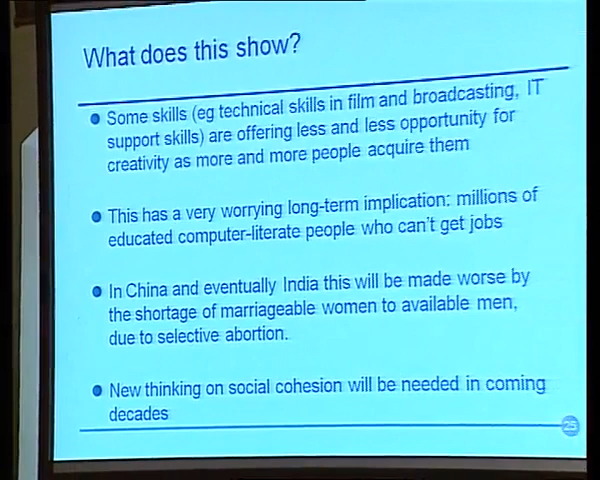 What does this show?
Some skills (eg technical skills in film and broadcasting, IT
support skills) are offering less and less opportunity for
creativity as more and more people acquire them
This has a very worrying long-term implication: millions of
educated computer-literate people who can't get jobs
In China and eventually India this will be made worse by
the shortage of marriageable women to available men,
due to selective abortion.
New thinking on social cohesion will be needed in coming
decades
25